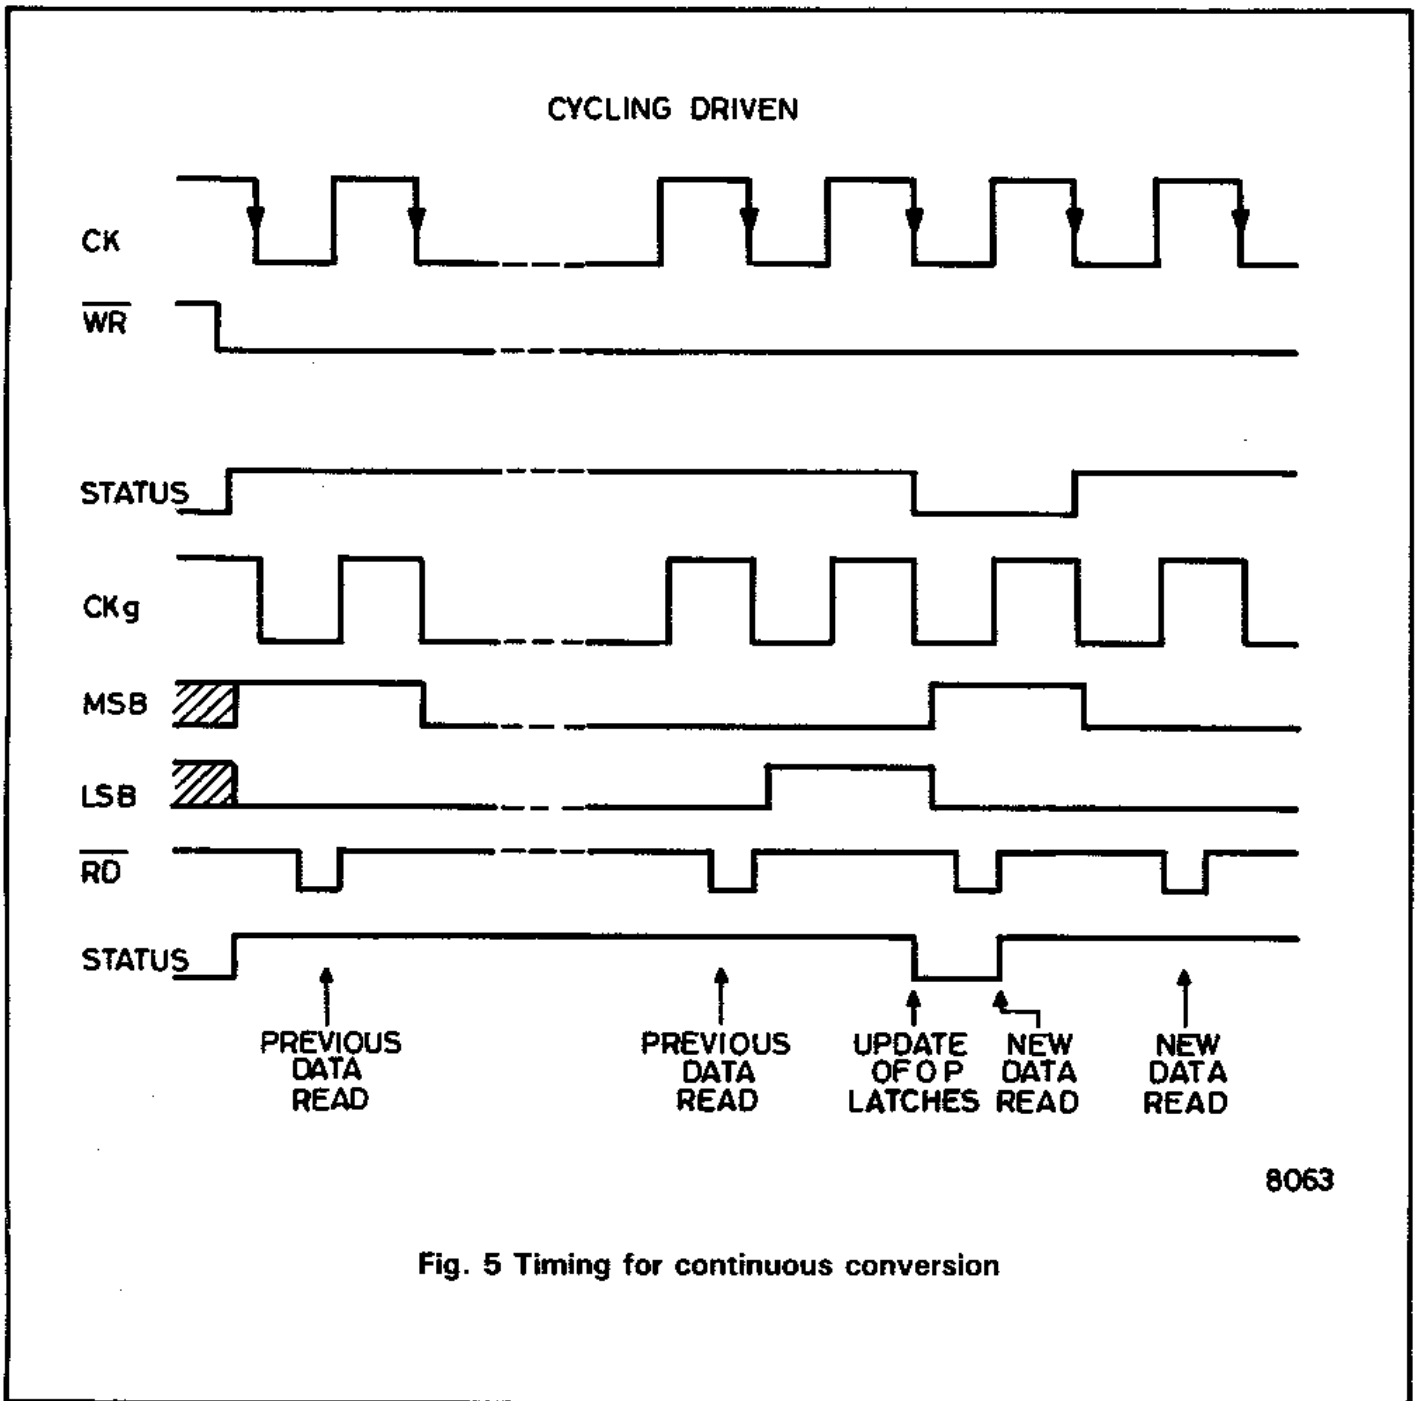 CYCLING DRIVEN
CK
WR
STATUS
CKg
MSB
LSB
RD
STATUS
PREVIOUS
DATA
READ
PREVIOUS
DATA
READ
UPDATE
OF O P
LATCHES
NEW
DATA
READ
NEW
DATA
READ
8063
Fig. 5 Timing for continuous conversion